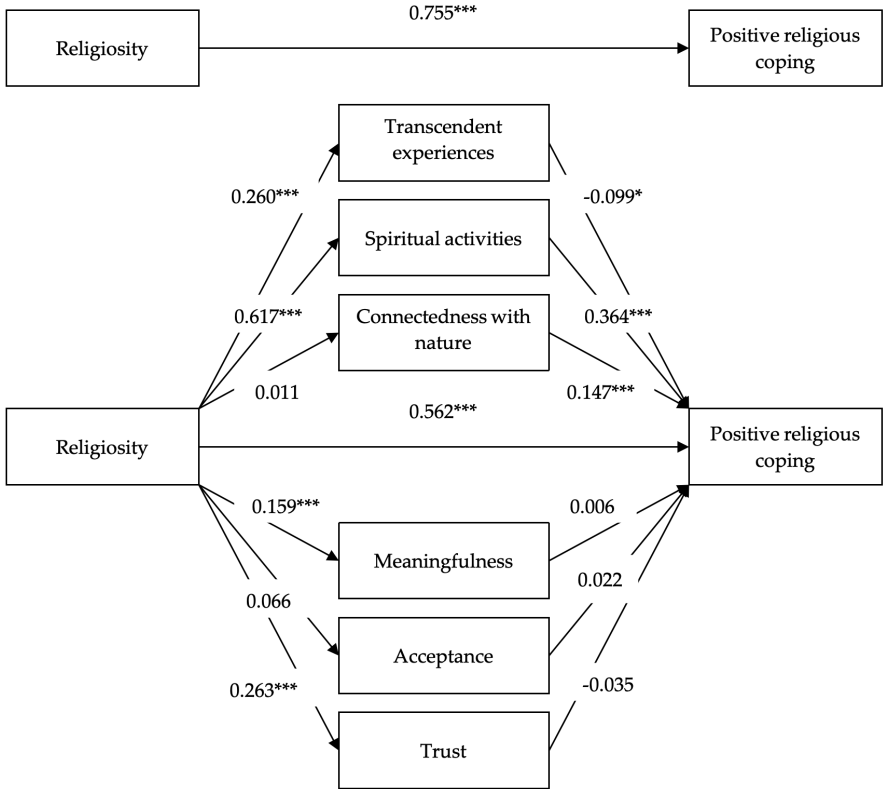 0.755***
Religiosity
Positive religious
coping
Transcendent
experiences
0.260***
-0.099*
Spiritual activities
0.617***
0.364***
Connectedness with
nature
0.011
0.147***
0.562***
Religiosity
Positive religious
coping
0.159***
0.006
Meaningfulness
0.066
0.022
Acceptance
0.263***
-0.035
Trust